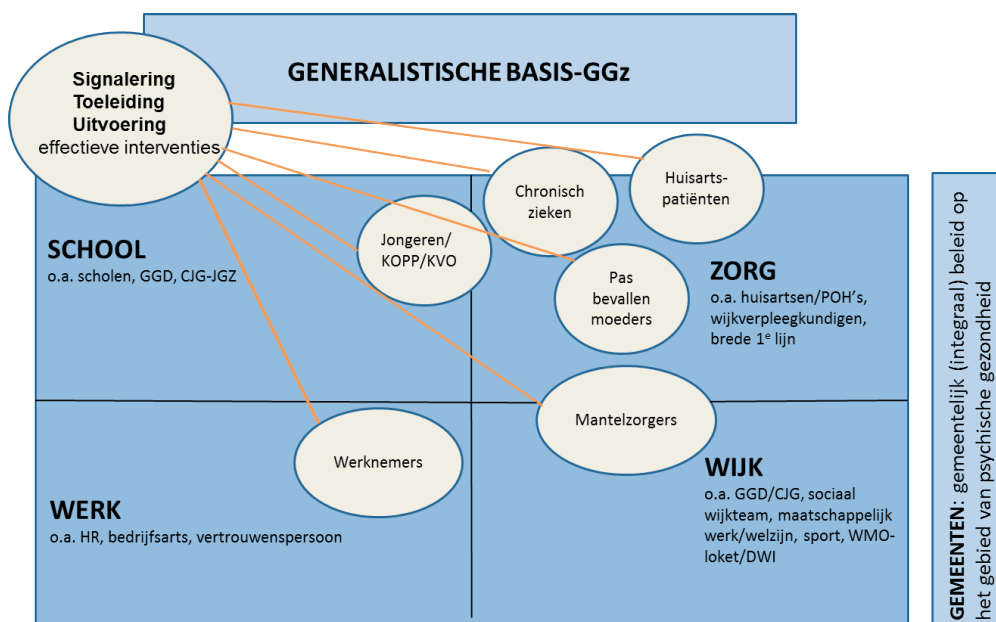 GENERALISTISCHE BASIS-GGz
Signalering
Toeleiding
Uitvoering
effectieve interventies
Huisarts-
patiënten
Chronisch
zieken
Jongeren/
KOPP/KVO
SCHOOL
o.a. scholen, GGD, CJG-JGZ
Pas
bevallen
moeders
ZORG
o.a. huisartsen/POH's,
wijkverpleegkundigen,
brede 1e lijn
Mantelzorgers
Werknemers
WERK
o.a. HR, bedrijfsarts, vertrouwenspersoon
WIJK
o.a. GGD/CJG, sociaal
wijkteam, maatschappelijk
werk/welzijn, sport, WMO-
loket/DWI
GEMEENTEN: gemeentelijk (integraal) beleid op
het gebied van psychische gezondheid